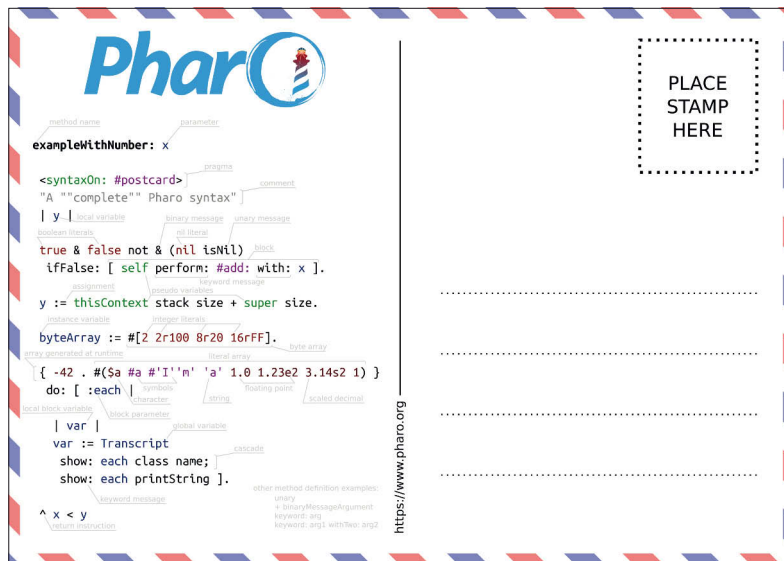 Pharo
PLACE
STAMP
HERE
method name
parameter
exampleWithNumber: x
pragma
<syntaxOn: #postcard>
comment
"A ""complete"" Pharo syntax"
| y |
local variable
binary message
unary message
boolean literals
nil literal
true & false not & (nil isNil)
block
ifFalse: [ self perform: #add: with: x ].
keyword message
assignment
pseudo variables
y := thisContext stack size + super size.
instance variable
integer literals
byteArray := #[2 2r100 8r20 16rFF].
byte array
array generated at runtime
literal array
{ -42 . #($a #a #'I''m' 'a' 1.0 1.23e2 3.14s2 1) }
symbols
floating point
do: [ :each |
character
string
scaled decimal
local block variable
block parameter
| var |
global variable
var := Transcript
cascade
show: each class name;
show: each printString ].
keyword message
other method definition examples:
unary
+ binaryMessageArgument
keyword: arg
keyword: arg1 withTwo: arg2
^ x < y
return instruction
https://www.pharo.org